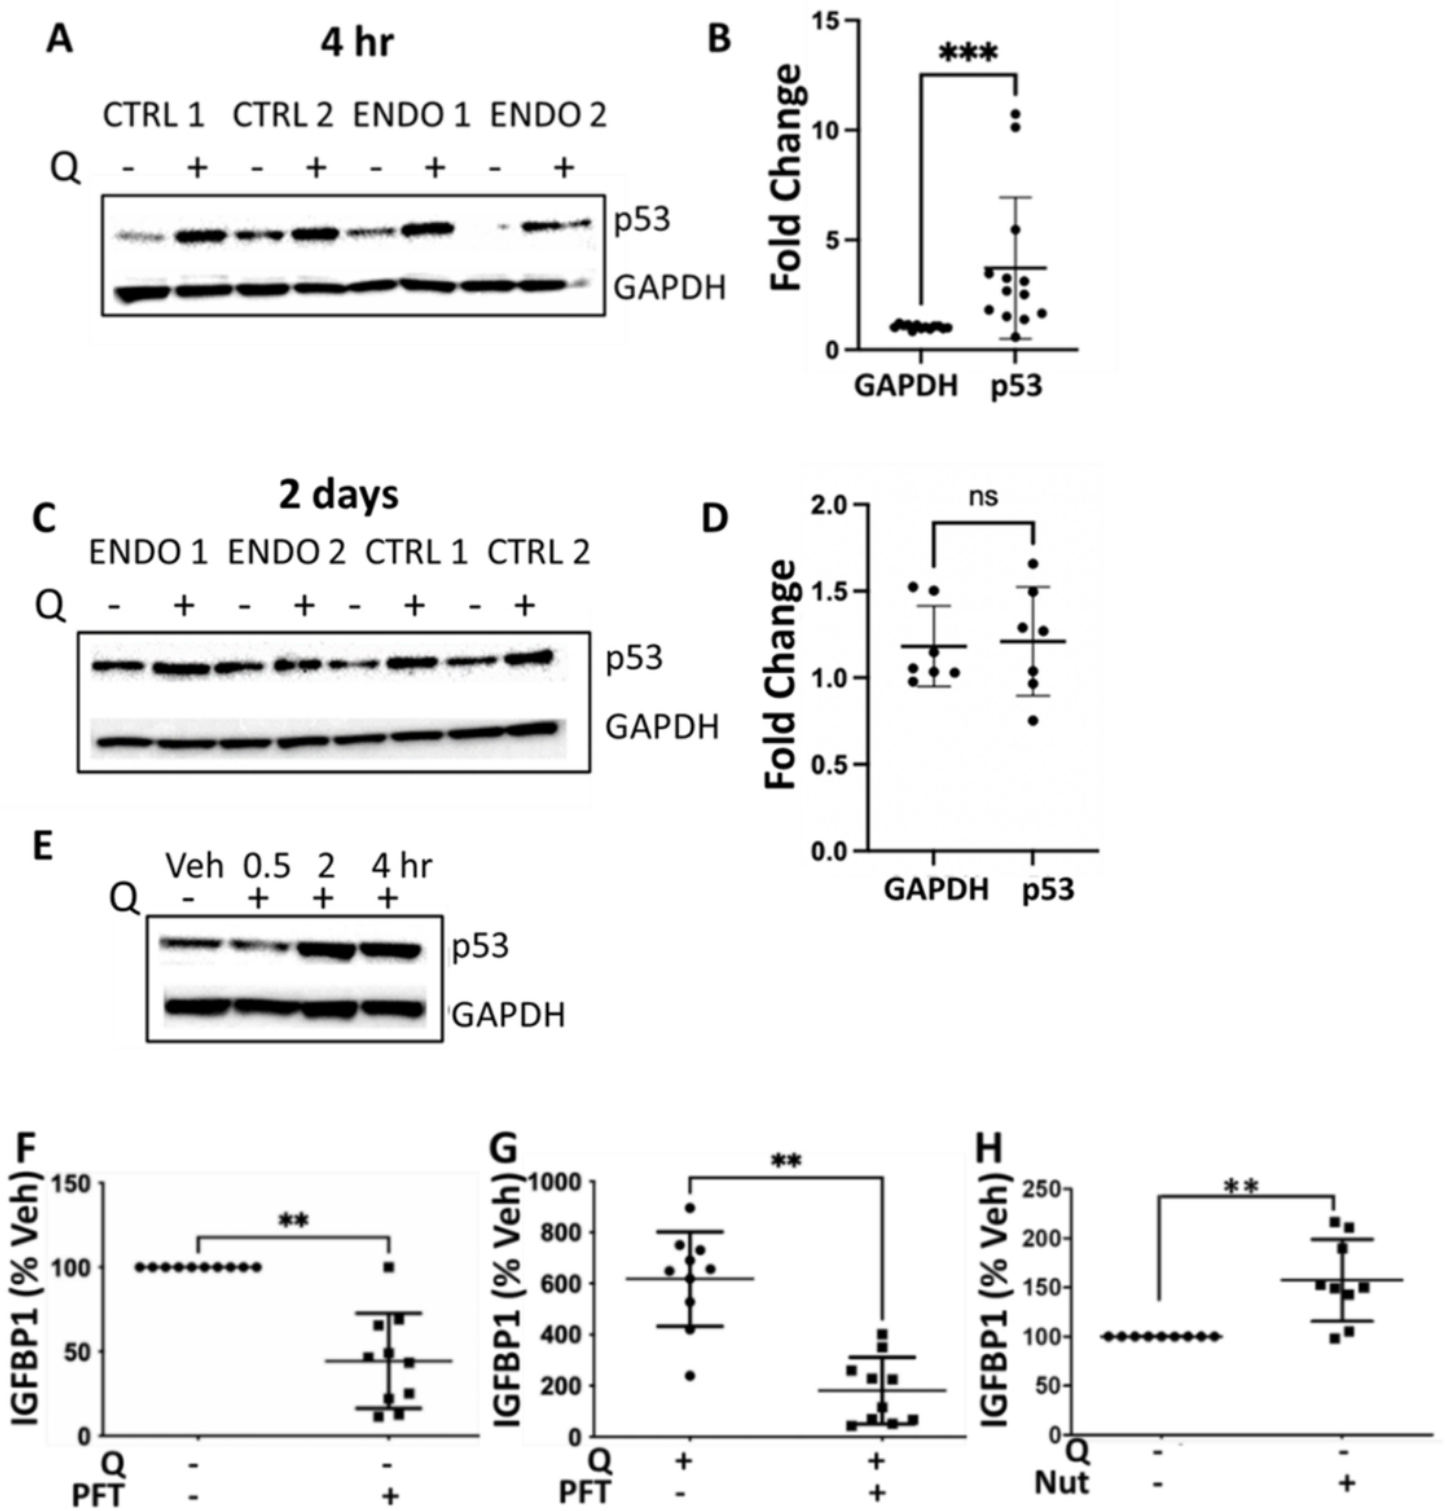 A
4 hr
CTRL 1 CTRL 2 ENDO 1 ENDO 2
Q - + - + - + - +
p53
GAPDH
B
***
Fold Change
15
10
5
0
GAPDH p53
C
2 days
ENDO 1 ENDO 2 CTRL 1 CTRL 2
Q - + - + - + - +
p53
GAPDH
D
ns
Fold Change
2.0
1.5
1.0
0.5
0.0
GAPDH p53
E
Veh 0.5 2 4 hr
Q - + + +
p53
GAPDH
F
**
IGFBP1 (% Veh)
150
100
50
0
Q - -
PFT - +
G
**
IGFBP1 (% Veh)
1000
800
600
400
200
0
Q + +
PFT - +
H
**
IGFBP1 (% Veh)
250
200
150
100
50
0
Q - -
Nut - +